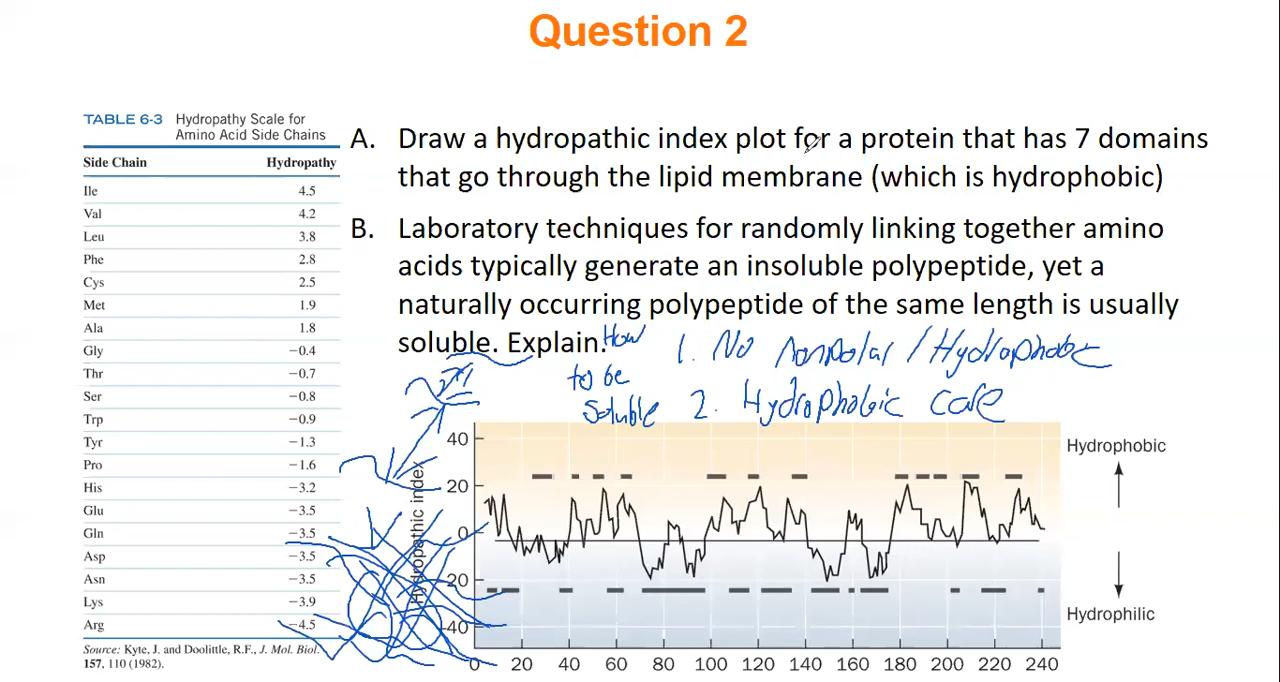 Question 2
TABLE 6-3 Hydropathy Scale for
Amino Acid Side Chains
Side Chain Hydropathy
Ile 4.5
Val 4.2
Leu 3.8
Phe 2.8
Cys 2.5
Met 1.9
Ala 1.8
Gly −0.4
Thr −0.7
Ser −0.8
Trp −0.9
Tyr −1.3
Pro −1.6
His −3.2
Glu −3.5
Gln −3.5
Asp −3.5
Asn −3.5
Lys −3.9
Arg −4.5
Source: Kyte, J. and Doolittle, R.F., J. Mol. Biol.
157, 110 (1982).
A. Draw a hydropathic index plot for a protein that has 7 domains
that go through the lipid membrane (which is hydrophobic)
B. Laboratory techniques for randomly linking together amino
acids typically generate an insoluble polypeptide, yet a
naturally occurring polypeptide of the same length is usually
soluble. Explain.
How
to be
soluble
1. No nonpolar / Hydrophobic
2. Hydrophobic core
Hydropathic index
40
20
0
20
-40
0 20 40 60 80 100 120 140 160 180 200 220 240
Hydrophobic
Hydrophilic